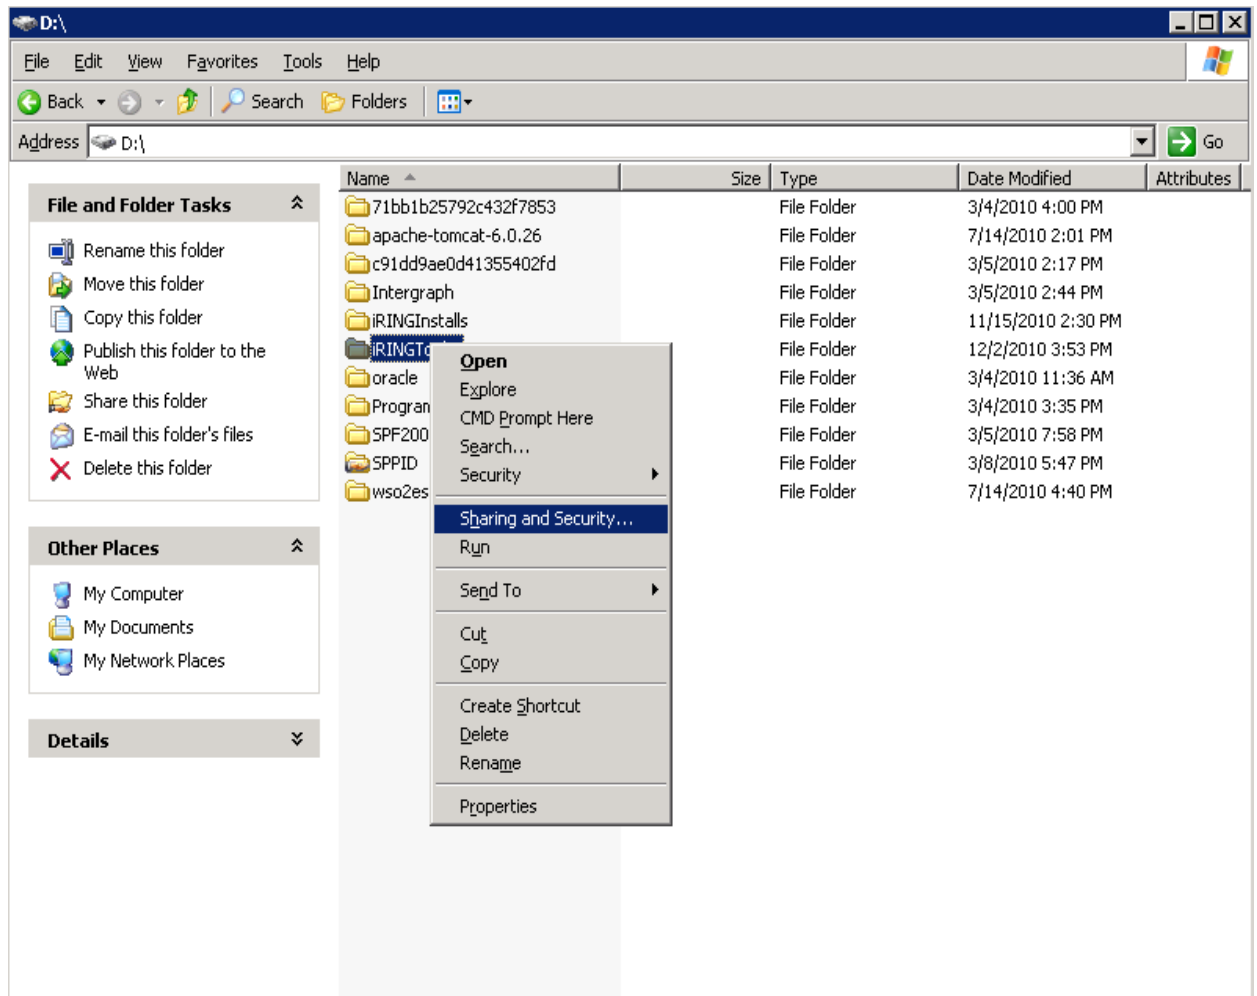 D:\
File Edit View Favorites Tools Help
Back Search Folders
Address D:\ Go
File and Folder Tasks
Rename this folder
Move this folder
Copy this folder
Publish this folder to the
Web
Share this folder
E-mail this folder's files
Delete this folder
Other Places
My Computer
My Documents
My Network Places
Details
Name Size Type Date Modified Attributes
71bb1b25792c432f7853 File Folder 3/4/2010 4:00 PM
apache-tomcat-6.0.26 File Folder 7/14/2010 2:01 PM
c91dd9ae0d41355402fd File Folder 3/5/2010 2:17 PM
Intergraph File Folder 3/5/2010 2:44 PM
iRINGInstalls File Folder 11/15/2010 2:30 PM
File Folder 12/2/2010 3:53 PM
oracle File Folder 3/4/2010 11:36 AM
Program File Folder 3/4/2010 3:35 PM
SPF200 File Folder 3/5/2010 7:58 PM
SPPID File Folder 3/8/2010 5:47 PM
wso2es File Folder 7/14/2010 4:40 PM
Open
Explore
CMD Prompt Here
Search...
Security
Sharing and Security...
Run
Send To
Cut
Copy
Create Shortcut
Delete
Rename
Properties